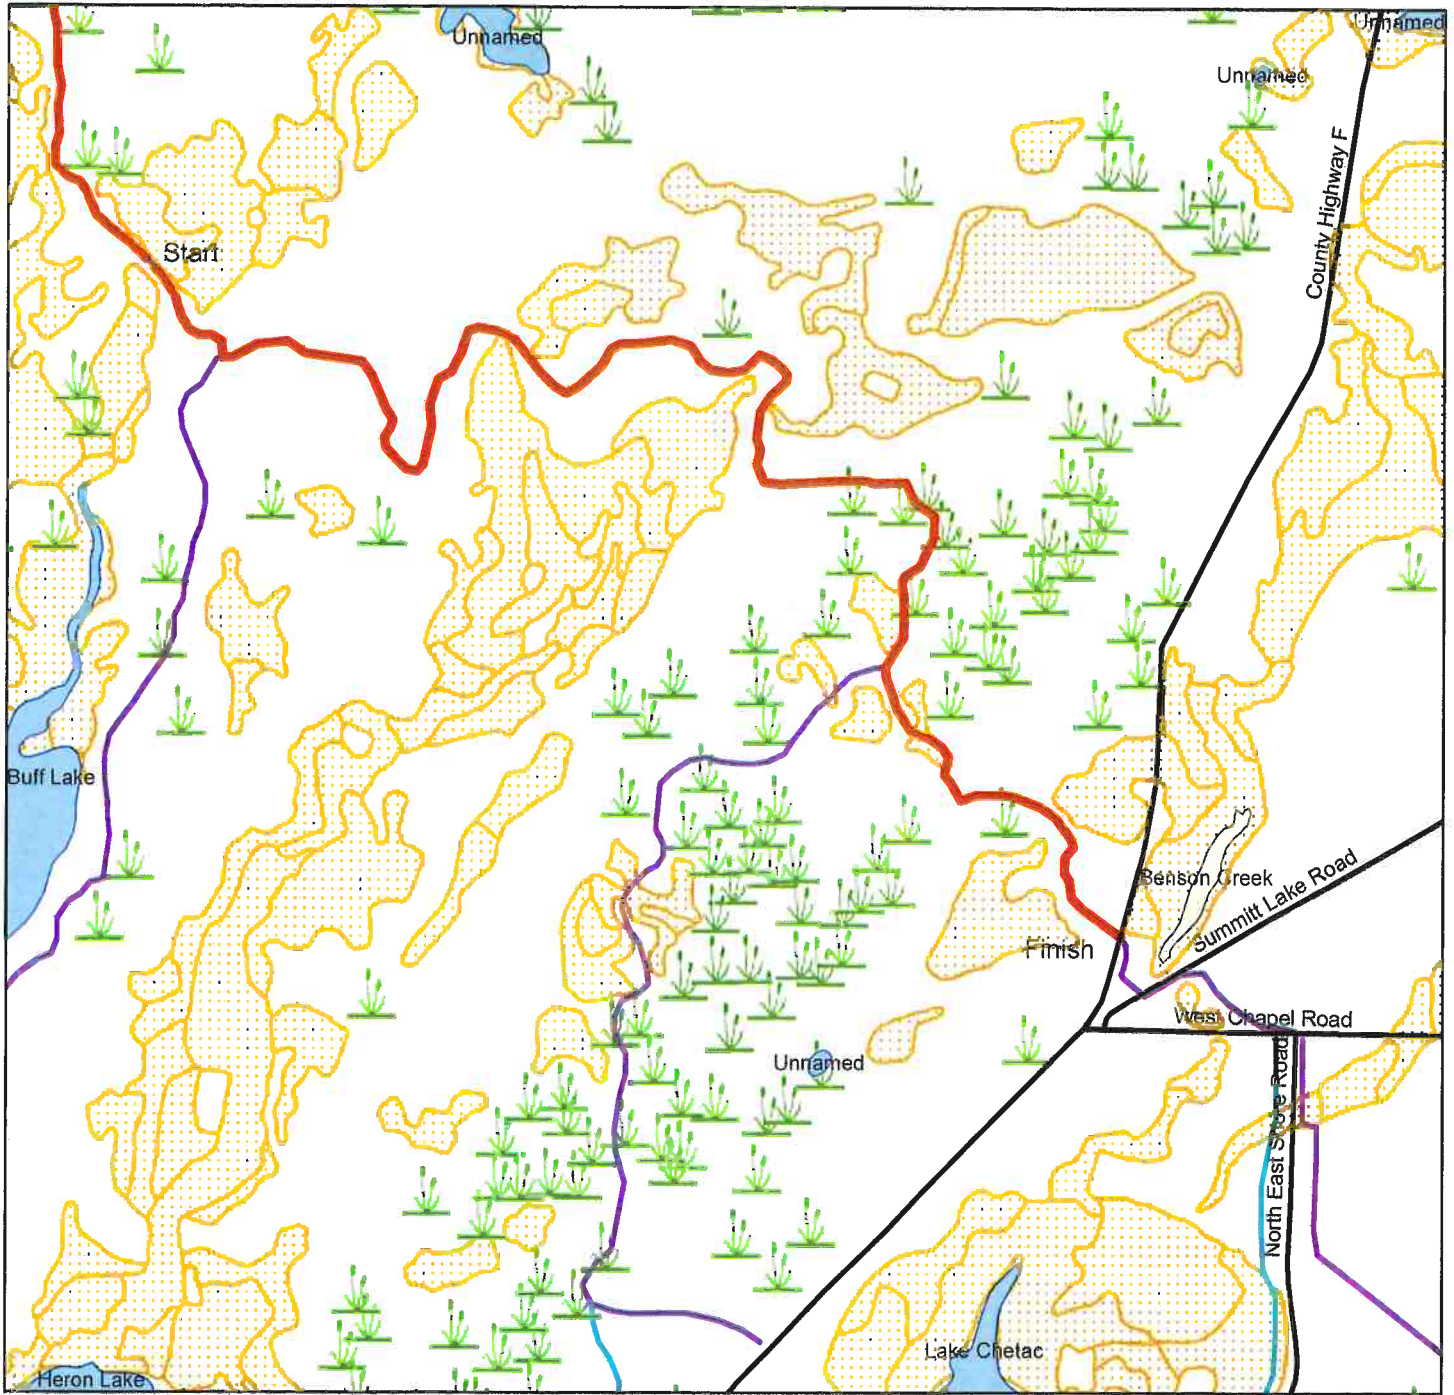 Unnamed
Unnamed
Unnamed
County Highway F
Start
Buff Lake
Benson Creek
Summitt Lake Road
Finish
West Chapel Road
Unnamed
North East Shore Road
Lake Chetac
Heron Lake